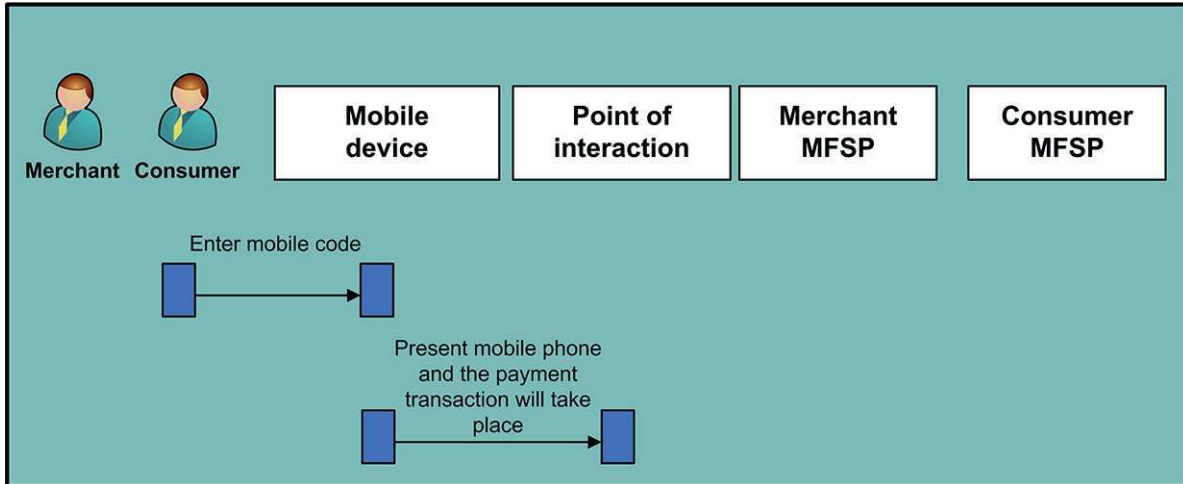 Merchant
Consumer
Mobile
device
Point of
interaction
Merchant
MFSP
Consumer
MFSP
Enter mobile code
Present mobile phone
and the payment
transaction will take
place